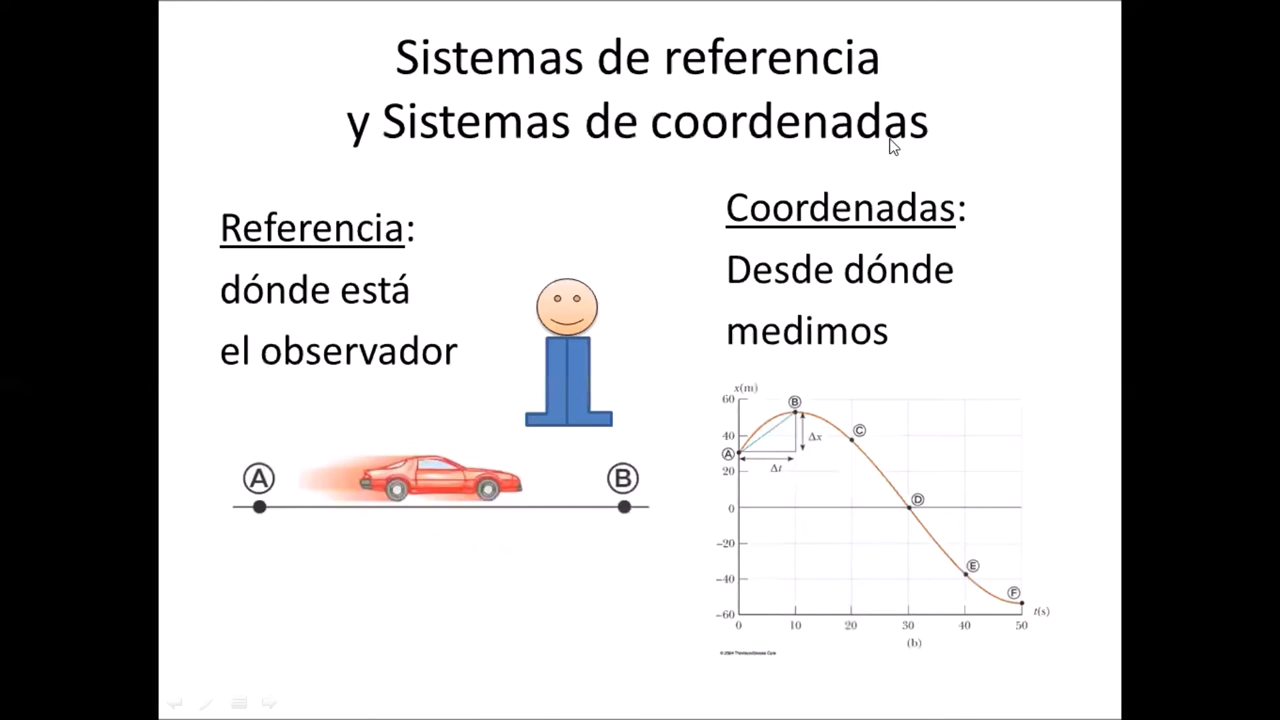 Sistemas de referencia
y Sistemas de coordenadas
Referencia:
dónde está
el observador
Coordenadas:
Desde dónde
medimos
A
B
x(m)
60
40
20
0
–20
–40
–60
A
B
C
D
E
F
Δx
Δt
0
10
20
30
40
50
t(s)
(b)